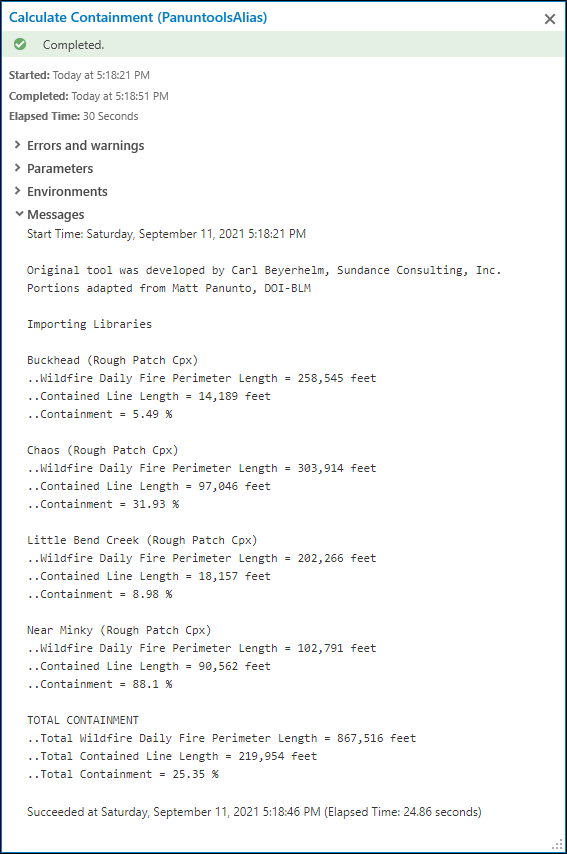 Calculate Containment (PanuntoolsAlias)
Completed.
Started: Today at 5:18:21 PM
Completed: Today at 5:18:51 PM
Elapsed Time: 30 Seconds
Errors and warnings
Parameters
Environments
Messages
Start Time: Saturday, September 11, 2021 5:18:21 PM
Original tool was developed by Carl Beyerhelm, Sundance Consulting, Inc.
Portions adapted from Matt Panunto, DOI-BLM
Importing Libraries
Buckhead (Rough Patch Cpx)
..Wildfire Daily Fire Perimeter Length = 258,545 feet
..Contained Line Length = 14,189 feet
..Containment = 5.49 %
Chaos (Rough Patch Cpx)
..Wildfire Daily Fire Perimeter Length = 303,914 feet
..Contained Line Length = 97,046 feet
..Containment = 31.93 %
Little Bend Creek (Rough Patch Cpx)
..Wildfire Daily Fire Perimeter Length = 202,266 feet
..Contained Line Length = 18,157 feet
..Containment = 8.98 %
Near Minky (Rough Patch Cpx)
..Wildfire Daily Fire Perimeter Length = 102,791 feet
..Contained Line Length = 90,562 feet
..Containment = 88.1 %
TOTAL CONTAINMENT
..Total Wildfire Daily Fire Perimeter Length = 867,516 feet
..Total Contained Line Length = 219,954 feet
..Total Containment = 25.35 %
Succeeded at Saturday, September 11, 2021 5:18:46 PM (Elapsed Time: 24.86 seconds)